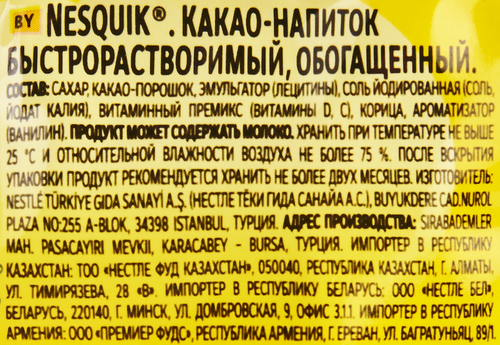 BY NESQUIK®. КАКАО-НАПИТОК
БЫСТРОРАСТВОРИМЫЙ, ОБОГАЩЕННЫЙ.
СОСТАВ: САХАР, КАКАО-ПОРОШОК, ЭМУЛЬГАТОР (ЛЕЦИТИНЫ), СОЛЬ ЙОДИРОВАННАЯ (СОЛЬ,
ЙОДАТ КАЛИЯ), ВИТАМИННЫЙ ПРЕМИКС (ВИТАМИНЫ D, C), КОРИЦА, АРОМАТИЗАТОР
(ВАНИЛИН). ПРОДУКТ МОЖЕТ СОДЕРЖАТЬ МОЛОКО. ХРАНИТЬ ПРИ ТЕМПЕРАТУРЕ НЕ ВЫШЕ
25 °C И ОТНОСИТЕЛЬНОЙ ВЛАЖНОСТИ ВОЗДУХА НЕ БОЛЕЕ 75 %. ПОСЛЕ ВСКРЫТИЯ
УПАКОВКИ ПРОДУКТ РЕКОМЕНДУЕТСЯ ХРАНИТЬ НЕ БОЛЕЕ ДВУХ МЕСЯЦЕВ. ИЗГОТОВИТЕЛЬ:
NESTLÉ TÜRKİYE GIDA SANAYİ A.Ş. (НЕСТЛЕ ТЁКИ ГИДА САНАЙИ А.С.), BUYUKDERE CAD.NUROL
PLAZA NO:255 A-BLOK, 34398 ISTANBUL, ТУРЦИЯ. АДРЕС ПРОИЗВОДСТВА: SIRABADEMLER
MAH. PASACAYIRI MEVKII, KARACABEY - BURSA, ТУРЦИЯ. ИМПОРТЕР В РЕСПУБЛИКУ
КАЗАХСТАН: ТОО «НЕСТЛЕ ФУД КАЗАХСТАН», 050040, РЕСПУБЛИКА КАЗАХСТАН, Г. АЛМАТЫ,
УЛ. ТИМИРЯЗЕВА, 28 «В». ИМПОРТЕР В РЕСПУБЛИКУ БЕЛАРУСЬ: ООО «НЕСТЛЕ БЕЛ»,
БЕЛАРУСЬ, 220140, Г. МИНСК, УЛ. ДОМБРОВСКАЯ, 9, ОФИС 3.1.1. ИМПОРТЕР В РЕСПУБЛИКУ
АРМЕНИЯ: ООО «ПРЕМИЕР ФУДС», РЕСПУБЛИКА АРМЕНИЯ, Г. ЕРЕВАН, УЛ. БАГРАТУНЬЯЦ, 89/1.